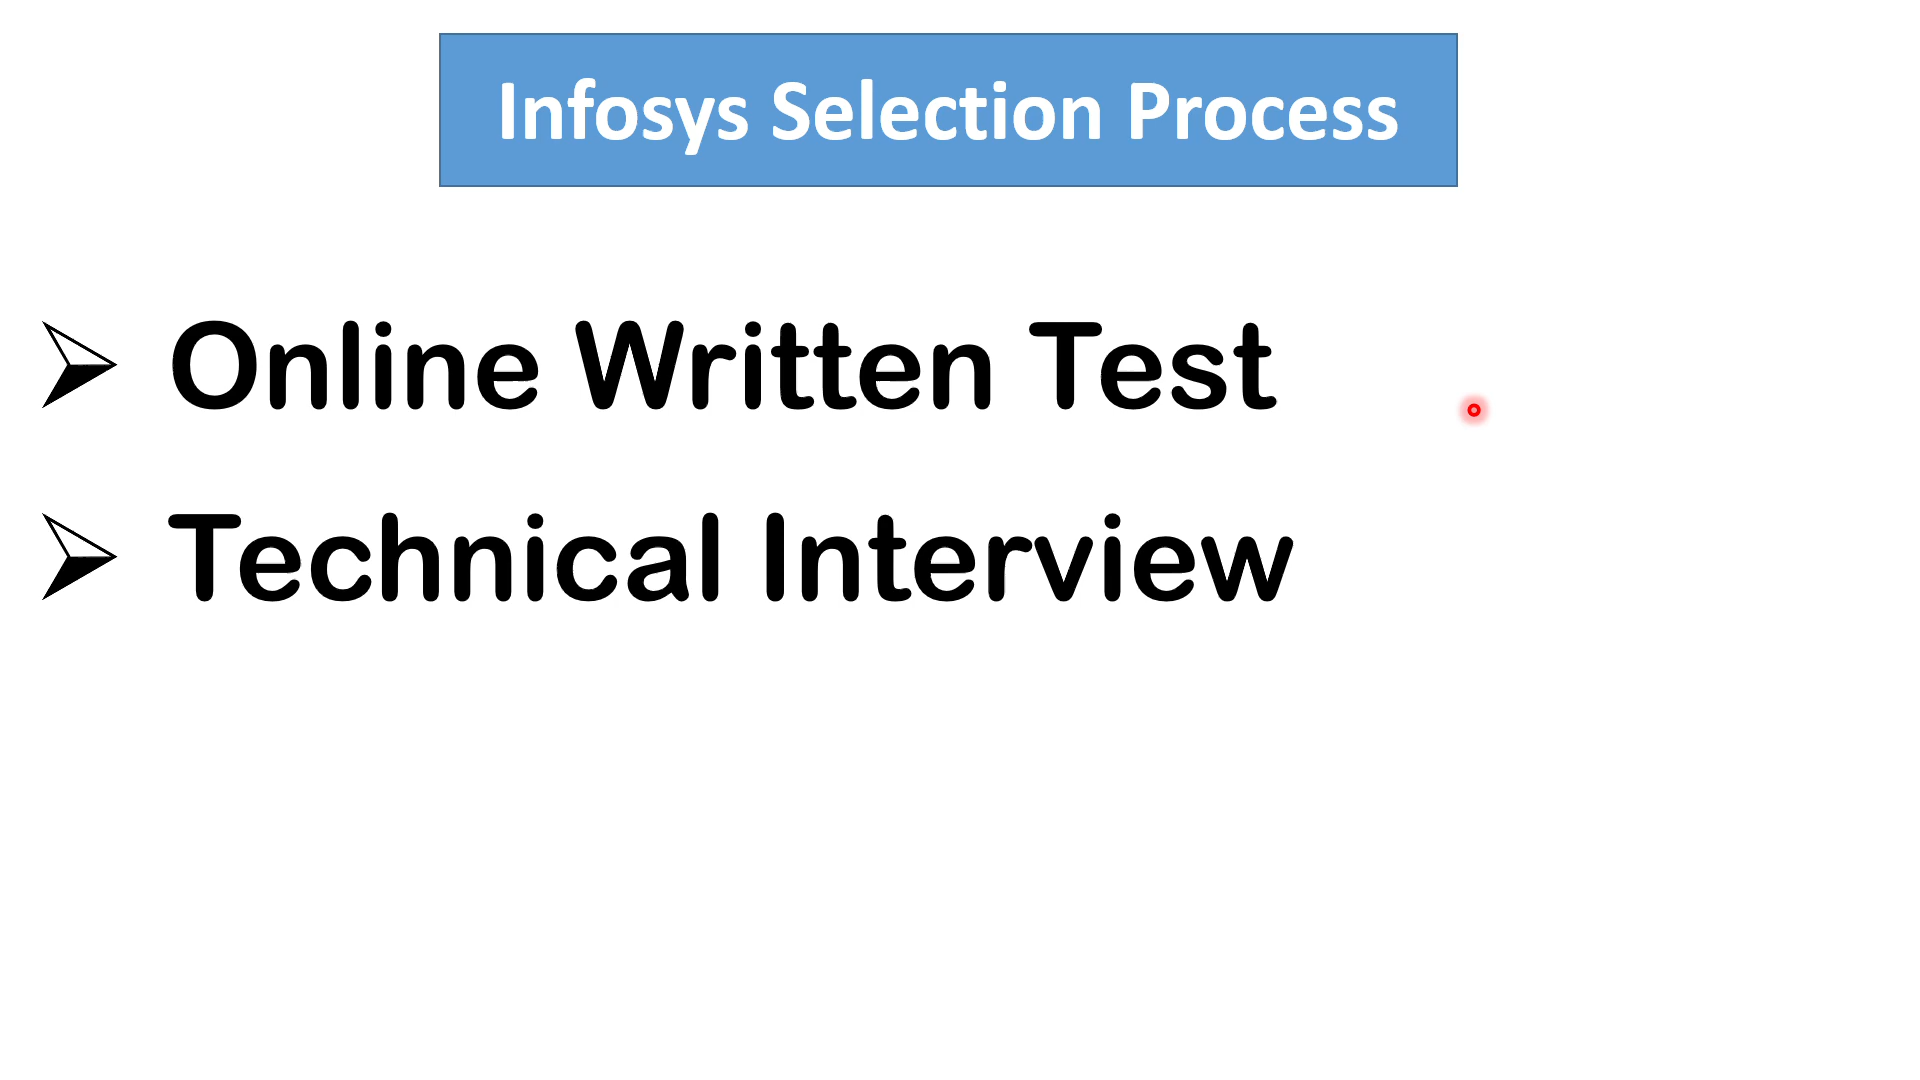 Infosys Selection Process
Online Written Test
Technical Interview